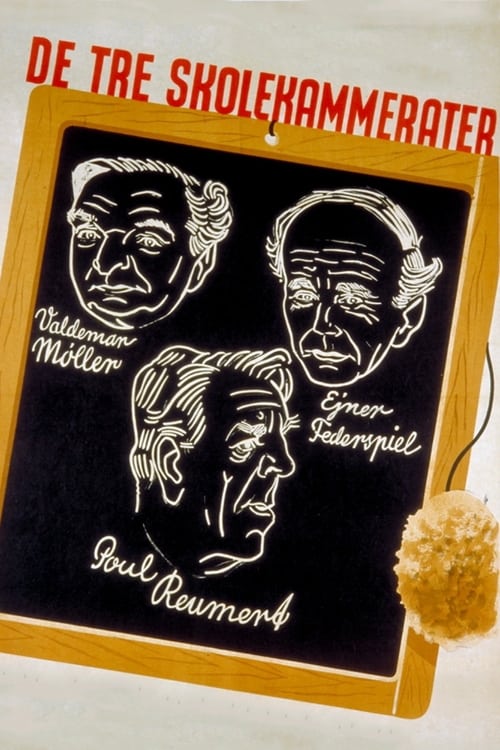 DE TRE SKOLEKAMMERATER
Valdemar
Möller
Ejner
Federspiel
Poul Reumert